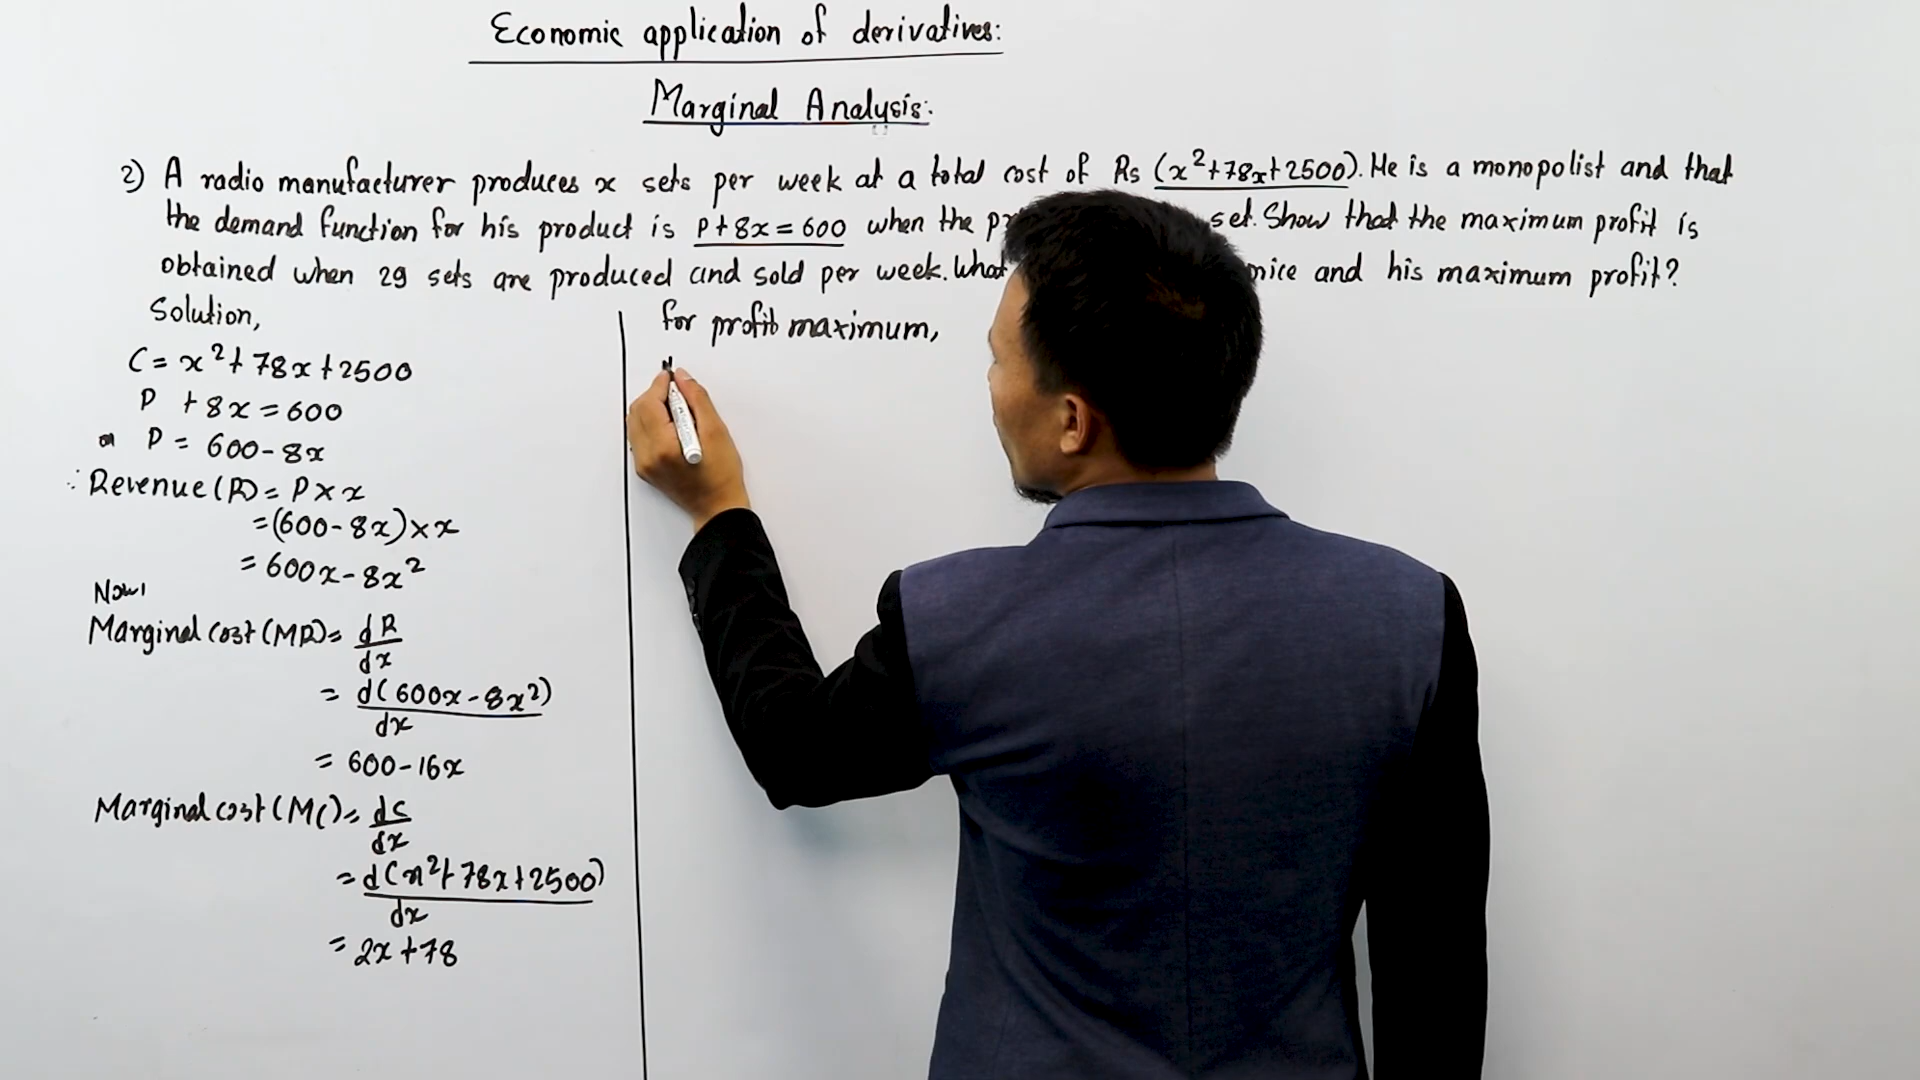 Economic application of derivatives:
Marginal Analysis:
2) A radio manufacturer produces x sets per week at a total cost of Rs (x²+78x+2500). He is a monopolist and that
the demand function for his product is P+8x=600 when the set. Show that the maximum profit is
obtained when 29 sets are produced and sold per week. What and his maximum profit?
Solution,
C = x²+78x+2500
P +8x=600
or P = 600-8x
∴ Revenue (R) = P×x
=(600-8x)×x
= 600x-8x²
Now,
Marginal cost (MR) = dR/dx
= d(600x-8x²)/dx
= 600-16x
Marginal cost (MC) = dc/dx
= d(x²+78x+2500)/dx
= 2x+78
for profit maximum,